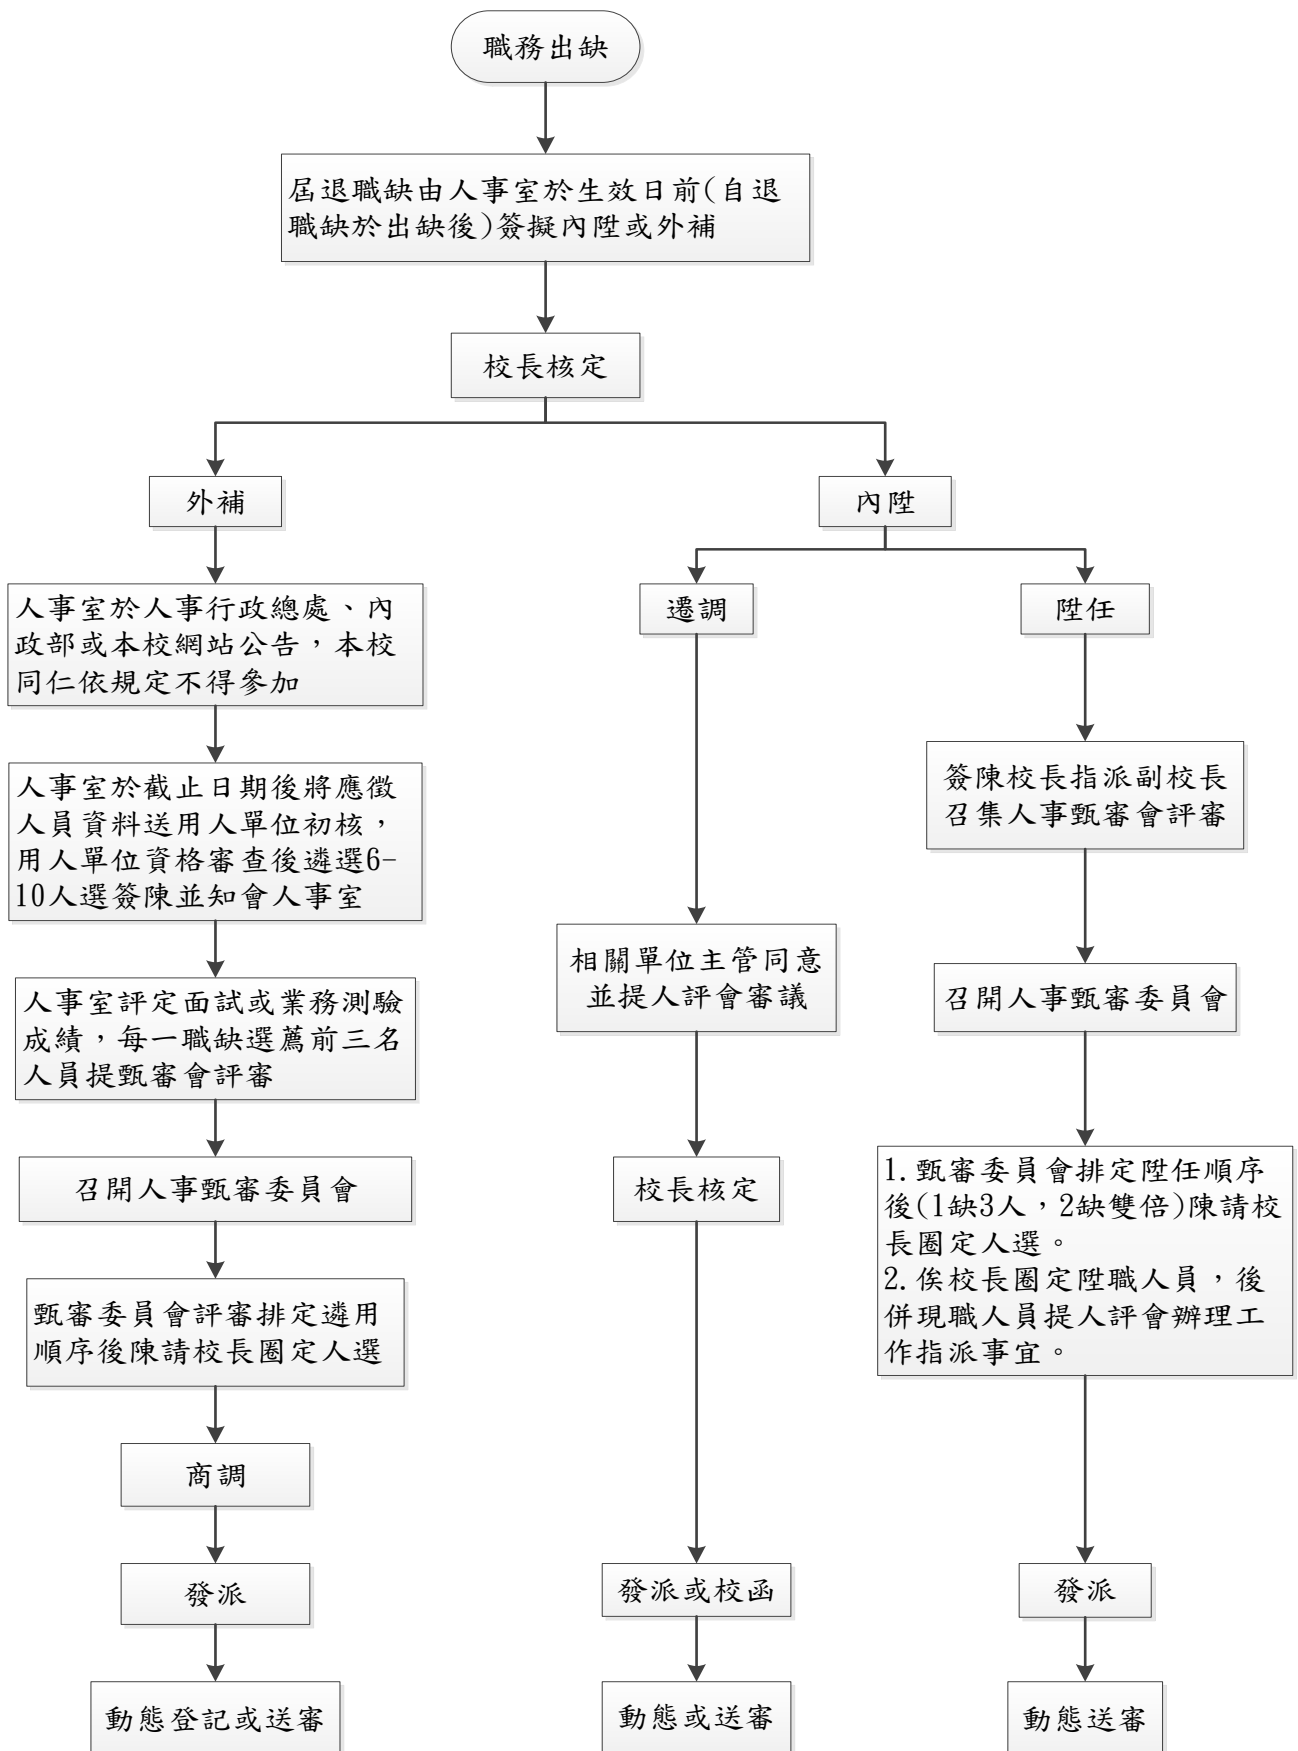 職務出缺
屆退職缺由人事室於生效日前(自退
職缺於出缺後)簽擬內陞或外補
校長核定
外補
人事室於人事行政總處、內
政部或本校網站公告，本校
同仁依規定不得參加
人事室於截止日期後將應徵
人員資料送用人單位初核，
用人單位資格審查後遴選6-
10人選簽陳並知會人事室
人事室評定面試或業務測驗
成績，每一職缺選薦前三名
人員提甄審會評審
召開人事甄審委員會
甄審委員會評審排定遴用
順序後陳請校長圈定人選
商調
發派
動態登記或送審
內陞
遷調
相關單位主管同意
並提人評會審議
校長核定
發派或校函
動態或送審
陞任
簽陳校長指派副校長
召集人事甄審會評審
召開人事甄審委員會
1.甄審委員會排定陞任順序
後(1缺3人，2缺雙倍)陳請校
長圈定人選。
2.俟校長圈定陞職人員，後
併現職人員提人評會辦理工
作指派事宜。
發派
動態送審